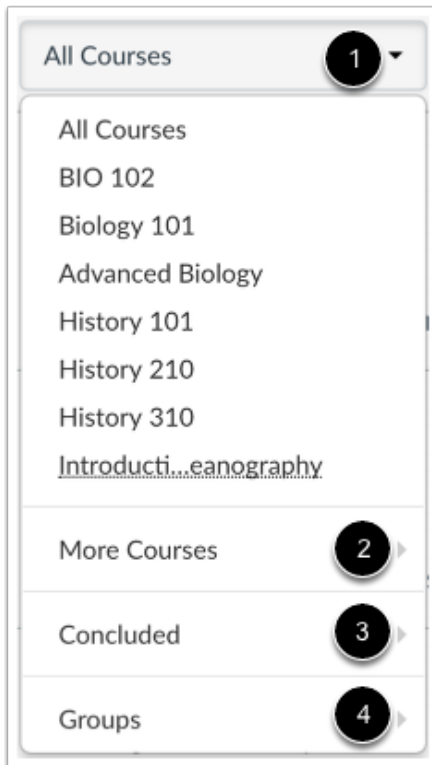 All Courses 1
All Courses
BIO 102
Biology 101
Advanced Biology
History 101
History 210
History 310
Introducti...eanography
More Courses 2
Concluded 3
Groups 4